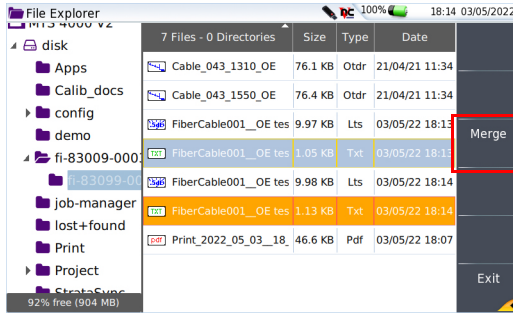 File Explorer
100%
18:14 03/05/2022
MTS 4000 V2
disk
Apps
Calib_docs
config
demo
fi-83009-000
fi-83099-00
job-manager
lost+found
Print
Project
StrataSync
92% free (904 MB)
7 Files - 0 Directories Size Type Date
Cable_043_1310_OE 76.1 KB Otdr 21/04/21 11:34
Cable_043_1550_OE 76.4 KB Otdr 21/04/21 11:34
FiberCable001__OE tes 9.97 KB Lts 03/05/22 18:13
TXT FiberCable001__OE tes 1.05 KB Txt 03/05/22 18:13
FiberCable001__OE tes 9.98 KB Lts 03/05/22 18:14
TXT FiberCable001__OE tes 1.13 KB Txt 03/05/22 18:14
pdf Print_2022_05_03__18_ 46.6 KB Pdf 03/05/22 18:07
Merge
Exit